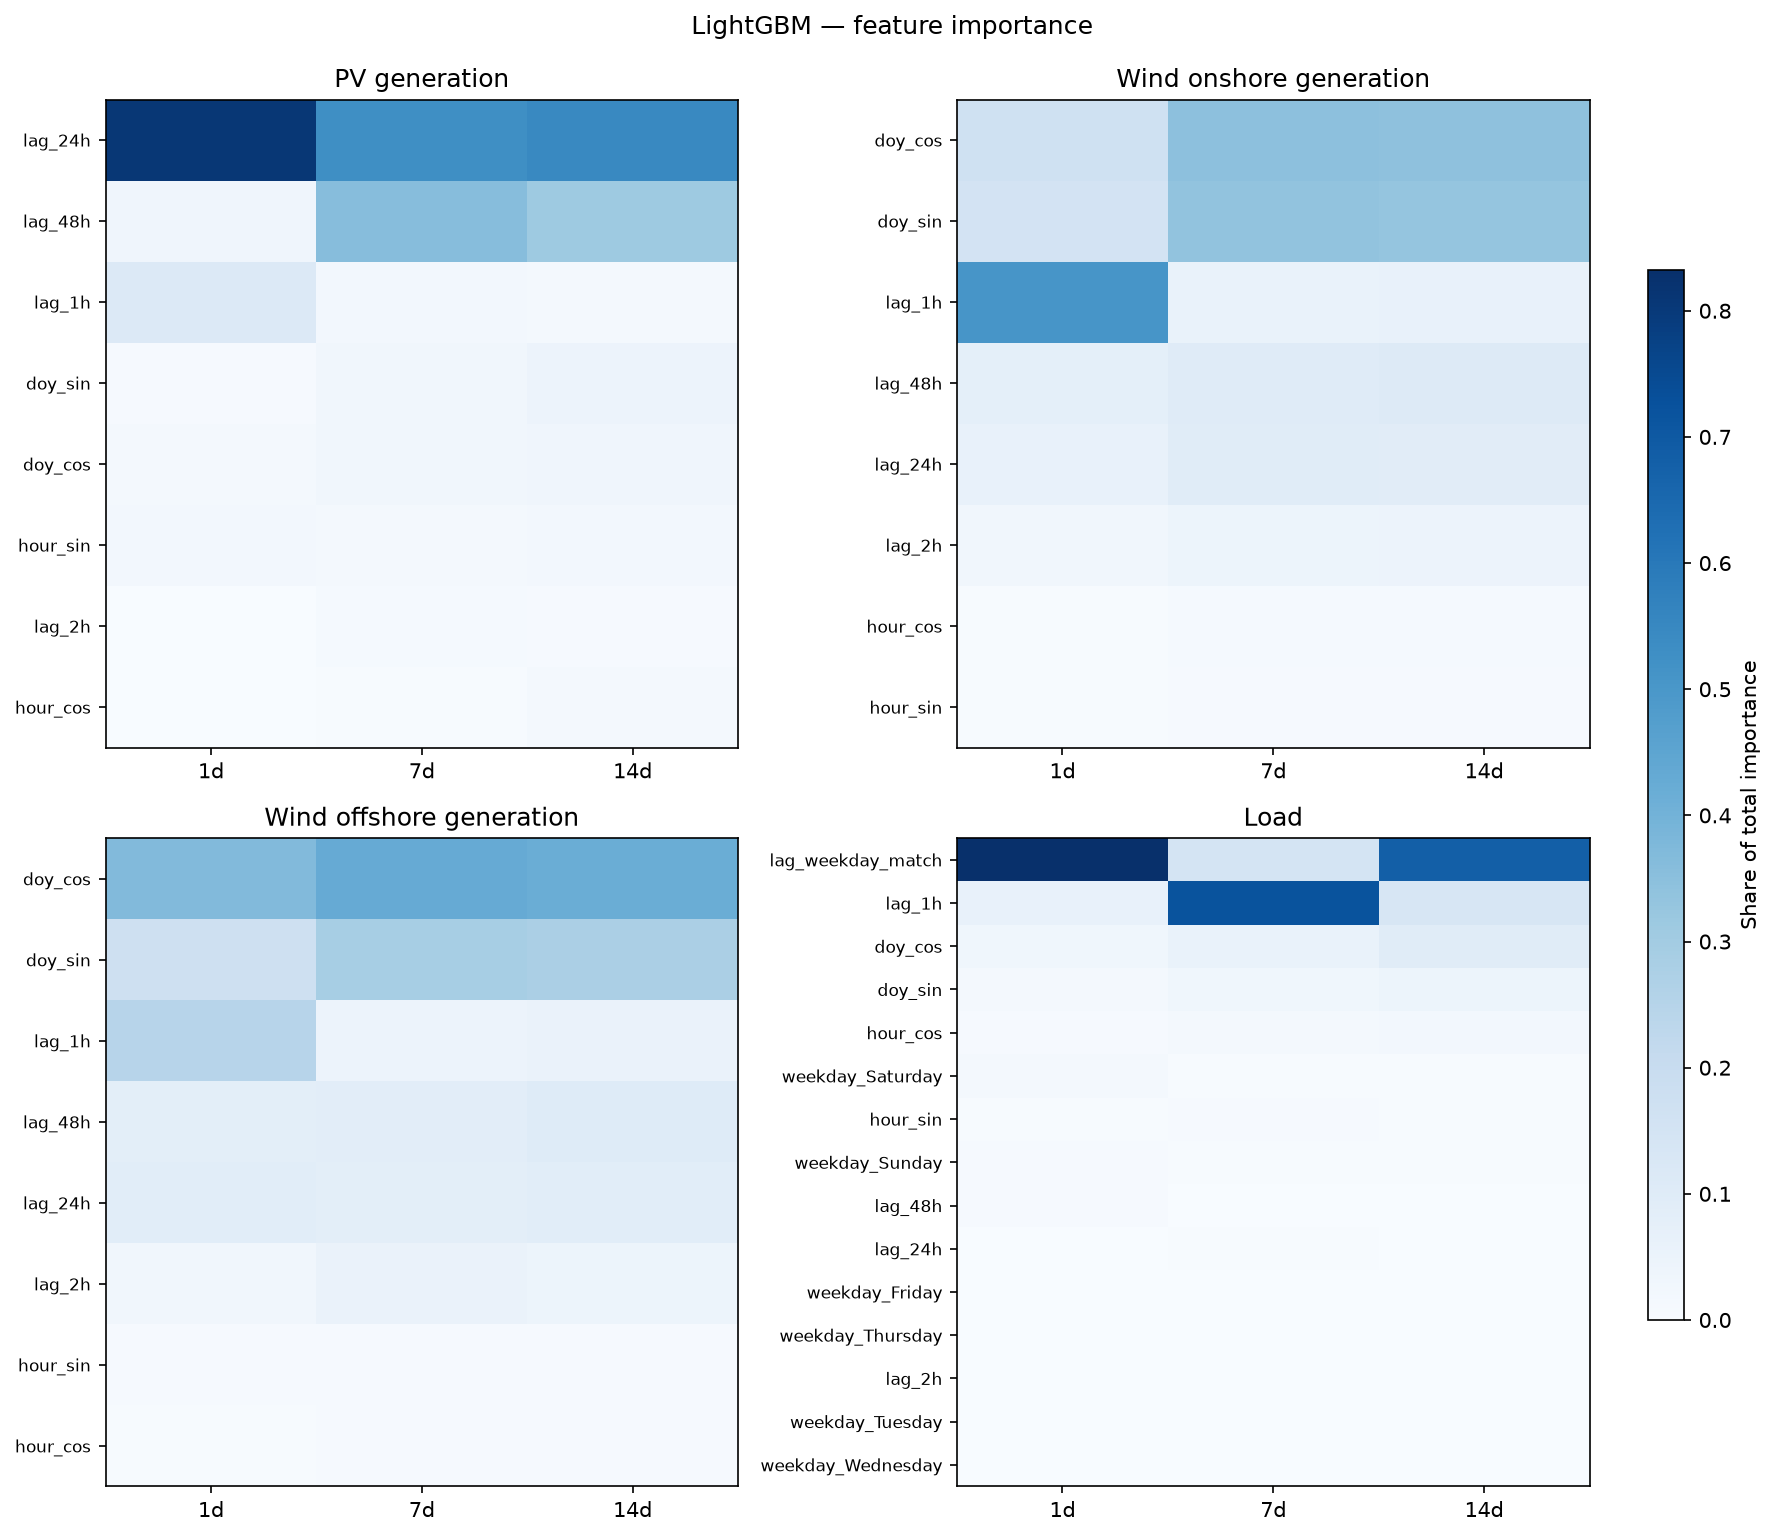 LightGBM — feature importance
PV generation
lag_24h
lag_48h
lag_1h
doy_sin
doy_cos
hour_sin
lag_2h
hour_cos
1d 7d 14d
Wind onshore generation
doy_cos
doy_sin
lag_1h
lag_48h
lag_24h
lag_2h
hour_cos
hour_sin
1d 7d 14d
Wind offshore generation
doy_cos
doy_sin
lag_1h
lag_48h
lag_24h
lag_2h
hour_sin
hour_cos
1d 7d 14d
Load
lag_weekday_match
lag_1h
doy_cos
doy_sin
hour_cos
weekday_Saturday
hour_sin
weekday_Sunday
lag_48h
lag_24h
weekday_Friday
weekday_Thursday
lag_2h
weekday_Tuesday
weekday_Wednesday
1d 7d 14d
0.8
0.7
0.6
0.5
0.4
0.3
0.2
0.1
0.0
Share of total importance